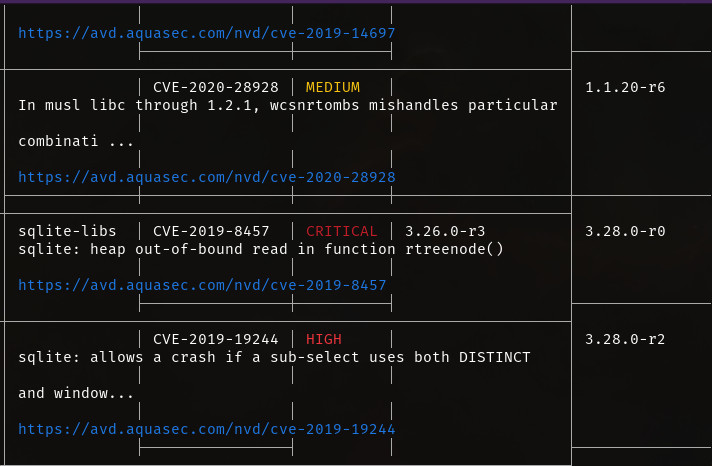 https://avd.aquasec.com/nvd/cve-2019-14697
CVE-2020-28928 MEDIUM 1.1.20-r6
In musl libc through 1.2.1, wcsnrtombs mishandles particular
combinati ...
https://avd.aquasec.com/nvd/cve-2020-28928
sqlite-libs CVE-2019-8457 CRITICAL 3.26.0-r3 3.28.0-r0
sqlite: heap out-of-bound read in function rtreenode()
https://avd.aquasec.com/nvd/cve-2019-8457
CVE-2019-19244 HIGH 3.28.0-r2
sqlite: allows a crash if a sub-select uses both DISTINCT
and window...
https://avd.aquasec.com/nvd/cve-2019-19244